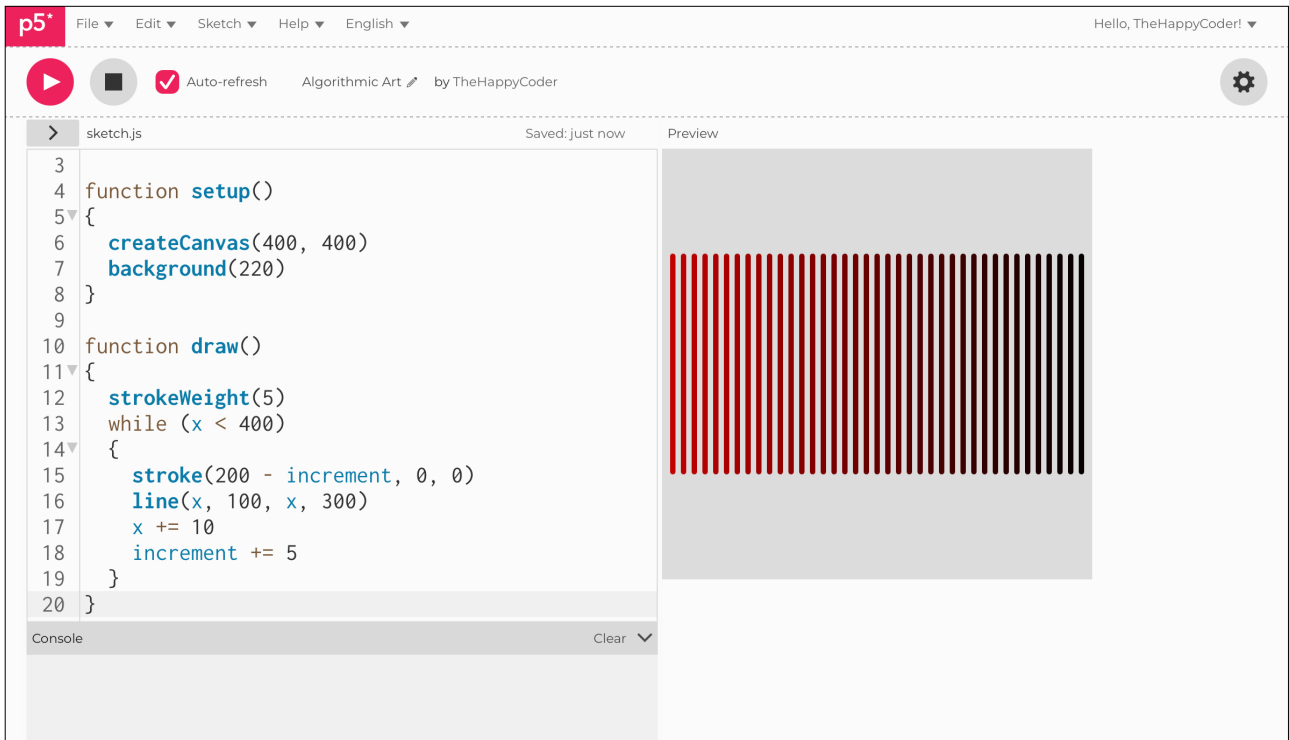 p5* File Edit Sketch Help English Hello, TheHappyCoder!
Auto-refresh Algorithmic Art by TheHappyCoder
sketch.js Saved: just now Preview
3
4 function setup()
5 {
6 createCanvas(400, 400)
7 background(220)
8 }
9
10 function draw()
11 {
12 strokeWeight(5)
13 while (x < 400)
14 {
15 stroke(200 - increment, 0, 0)
16 line(x, 100, x, 300)
17 x += 10
18 increment += 5
19 }
20 }
Console Clear